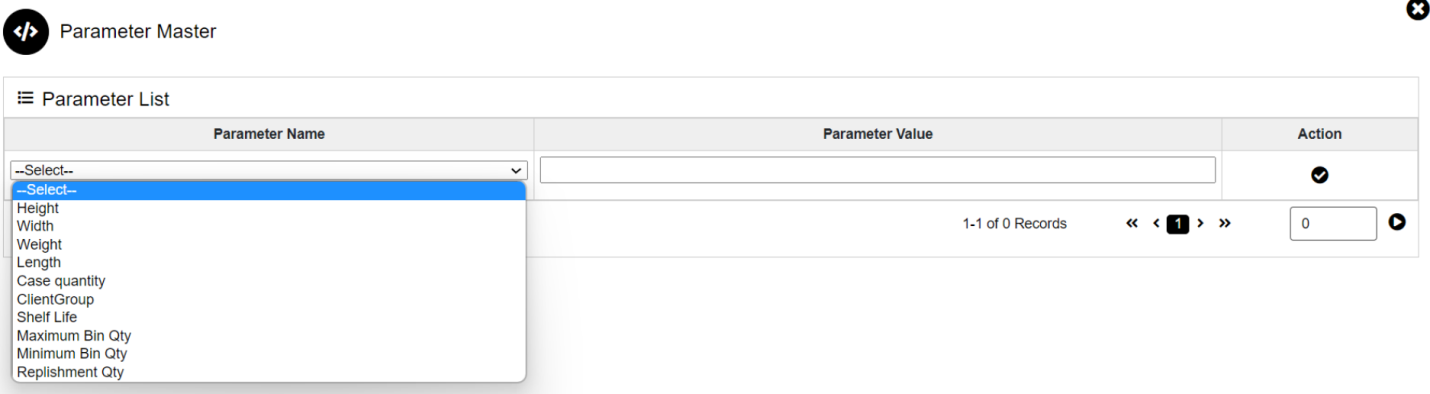 Parameter Master
Parameter List
Parameter Name Parameter Value Action
--Select--
--Select--
Height
Width
Weight
Length
Case quantity
ClientGroup
Shelf Life
Maximum Bin Qty
Minimum Bin Qty
Replishment Qty
1-1 of 0 Records « < 1 > » 0